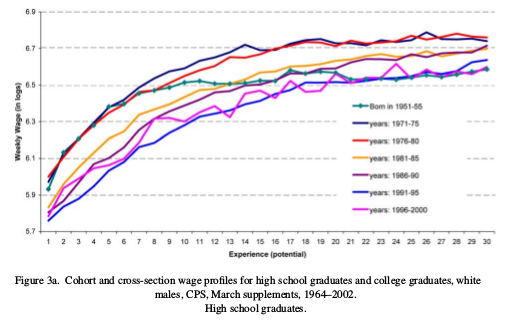 6.9
6.7
6.5
6.3
6.1
5.9
5.7
Weekly Wage (in logs)
Born in 1951-55
years: 1971-75
years: 1976-80
years: 1981-85
years: 1986-90
years: 1991-95
years: 1996-2000
1 2 3 4 5 6 7 8 9 10 11 12 13 14 15 16 17 18 19 20 21 22 23 24 25 26 27 28 29 30
Experience (potential)
Figure 3a. Cohort and cross-section wage profiles for high school graduates and college graduates, white
males, CPS, March supplements, 1964–2002.
High school graduates.